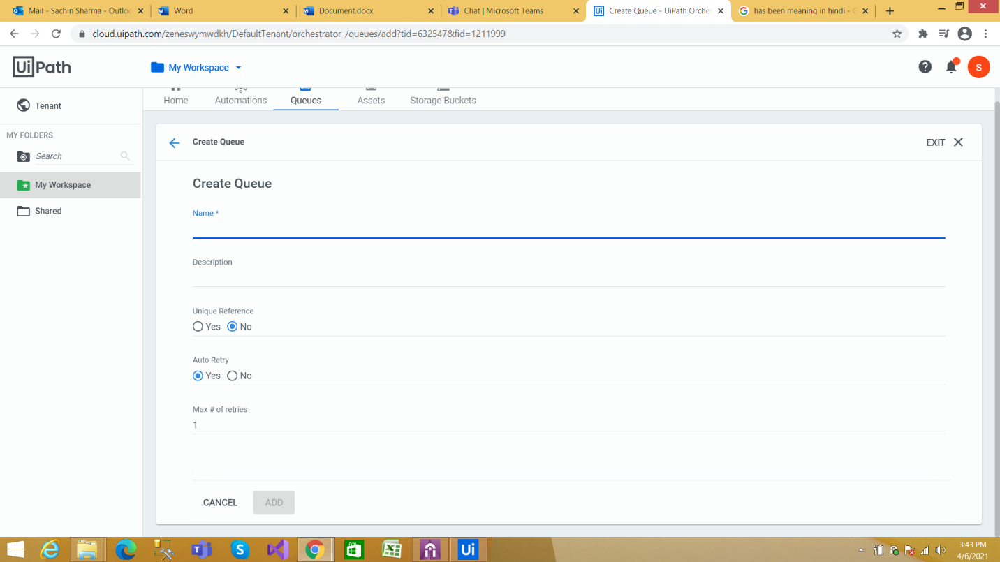 Mail - Sachin Sharma - Outloo
Word
Document.docx
Chat | Microsoft Teams
Create Queue - UiPath Orches
has been meaning in hindi - G
cloud.uipath.com/zeneswymwdkh/DefaultTenant/orchestrator_/queues/add?tid=632547&fid=1211999
UiPath
My Workspace
S
Tenant
Home
Automations
Queues
Assets
Storage Buckets
MY FOLDERS
Search
My Workspace
Shared
Create Queue
EXIT
Create Queue
Name *
Description
Unique Reference
Yes No
Auto Retry
Yes No
Max # of retries
1
CANCEL
ADD
Ui
3:43 PM
4/6/2021